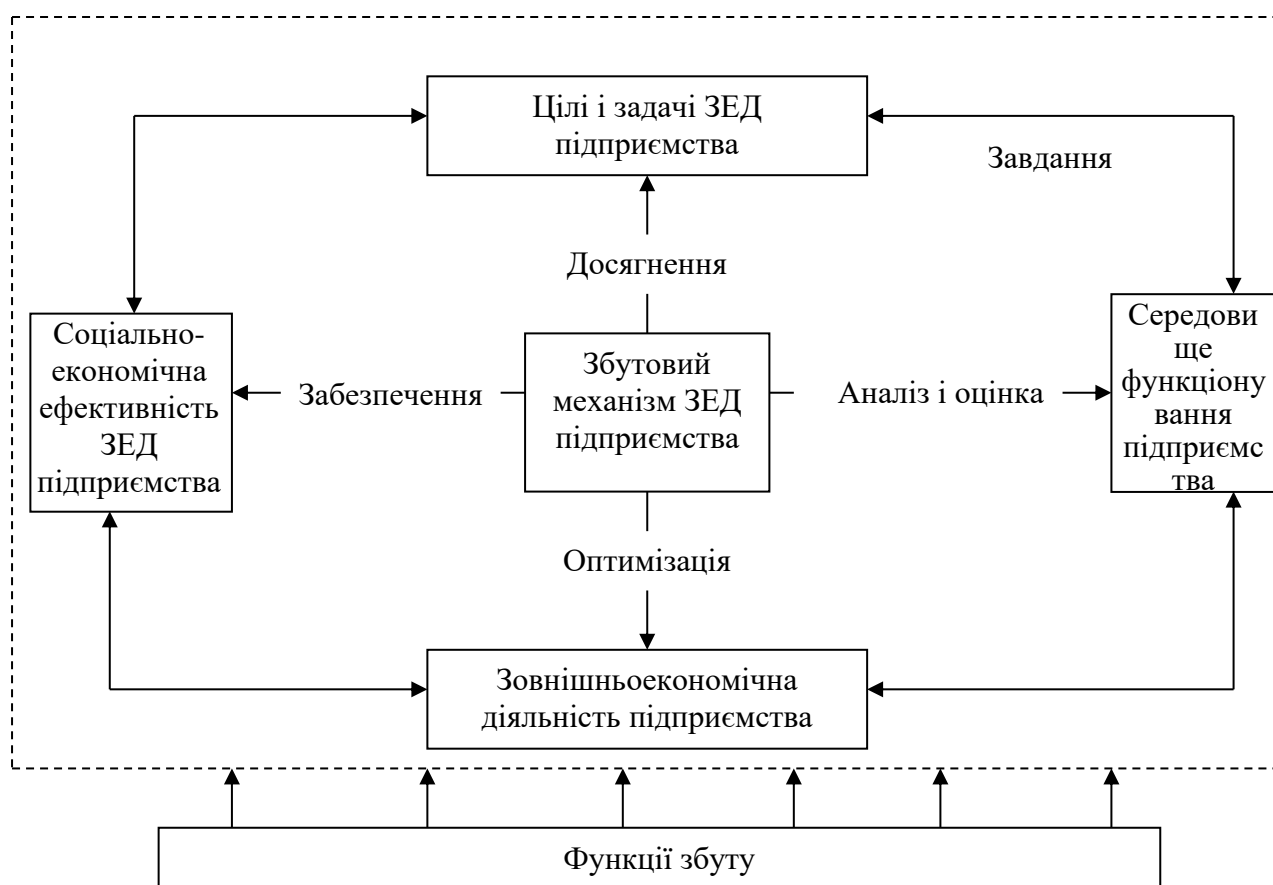 Цілі і задачі ЗЕД
підприємства
Завдання
Досягнення
Соціально-
економічна
ефективність
ЗЕД
підприємства
Забезпечення
Збутовий
механізм ЗЕД
підприємства
Аналіз і оцінка
Середови
ще
функціону
вання
підприємс
тва
Оптимізація
Зовнішньоекономічна
діяльність підприємства
Функції збуту